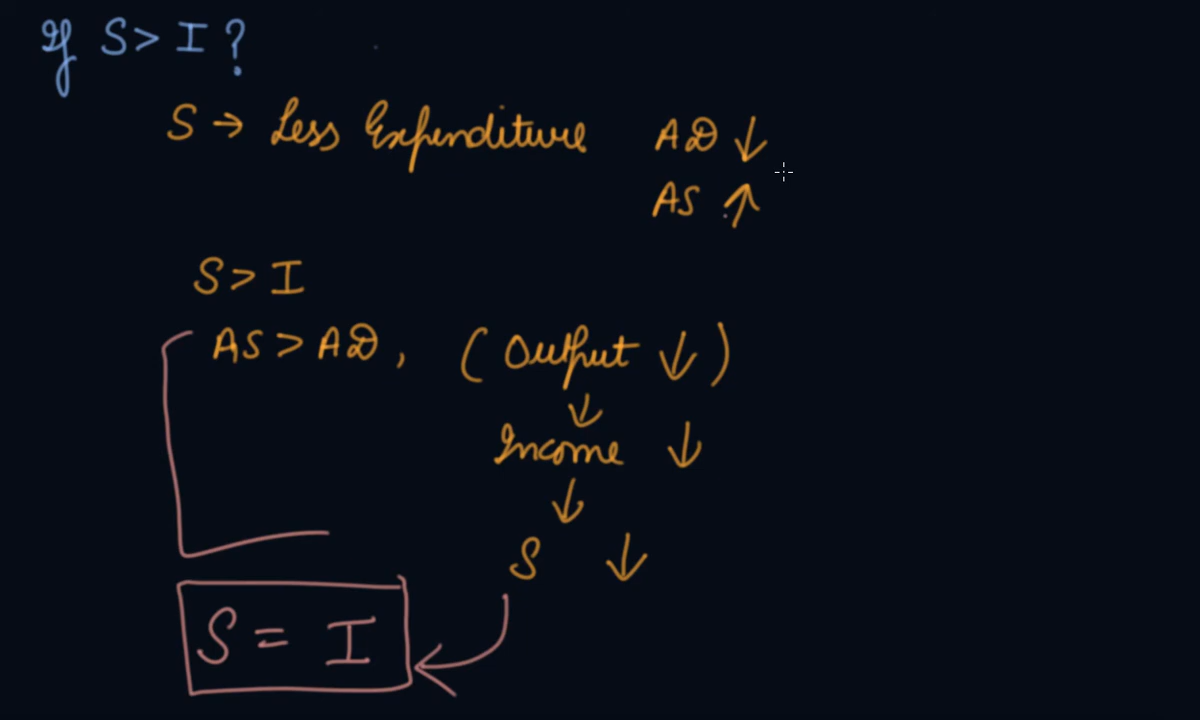 If S > I ?
S → Less Expenditure AD ↓
AS ↑
S > I
AS > AD, ( Output ↓ )
↓
Income ↓
↓
S ↓
S = I